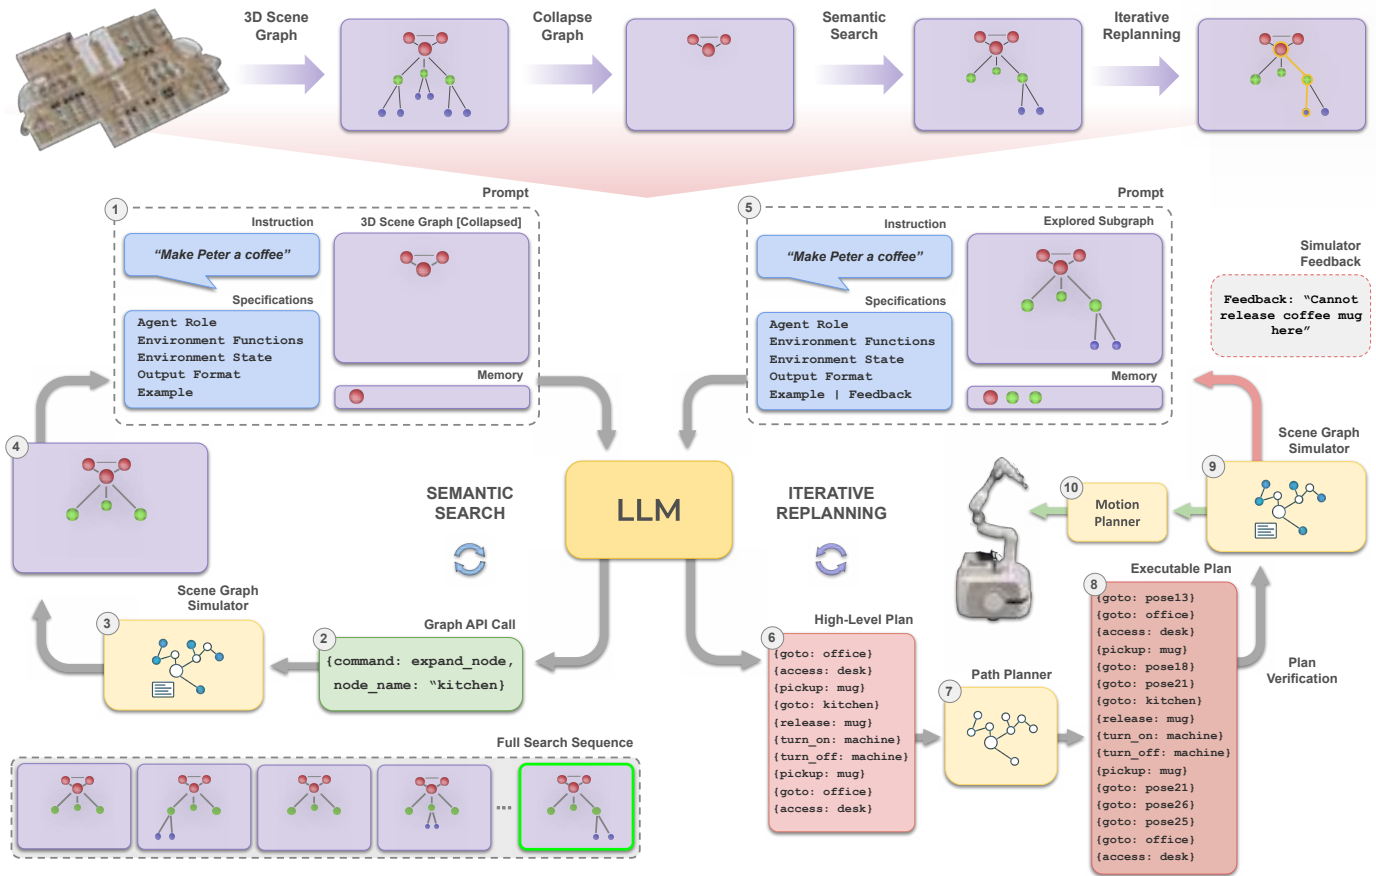 3D Scene
Graph
Collapse
Graph
Semantic
Search
Iterative
Replanning
Prompt
1
Instruction
3D Scene Graph [Collapsed]
“Make Peter a coffee”
Specifications
Agent Role
Environment Functions
Environment State
Output Format
Example
Memory
Prompt
5
Instruction
Explored Subgraph
“Make Peter a coffee”
Specifications
Agent Role
Environment Functions
Environment State
Output Format
Example | Feedback
Memory
Simulator
Feedback
Feedback: “Cannot
release coffee mug
here”
4
SEMANTIC
SEARCH
LLM
ITERATIVE
REPLANNING
Scene Graph
Simulator
9
10
Motion
Planner
Scene Graph
Simulator
3
Graph API Call
2
{command: expand_node,
node_name: “kitchen}
High-Level Plan
6
{goto: office}
{access: desk}
{pickup: mug}
{goto: kitchen}
{release: mug}
{turn_on: machine}
{turn_off: machine}
{pickup: mug}
{goto: office}
{access: desk}
Path Planner
7
Executable Plan
8
{goto: pose13}
{goto: office}
{access: desk}
{pickup: mug}
{goto: pose18}
{goto: pose21}
{goto: kitchen}
{release: mug}
{turn_on: machine}
{turn_off: machine}
{pickup: mug}
{goto: pose21}
{goto: pose26}
{goto: pose25}
{goto: office}
{access: desk}
Plan
Verification
Full Search Sequence
...